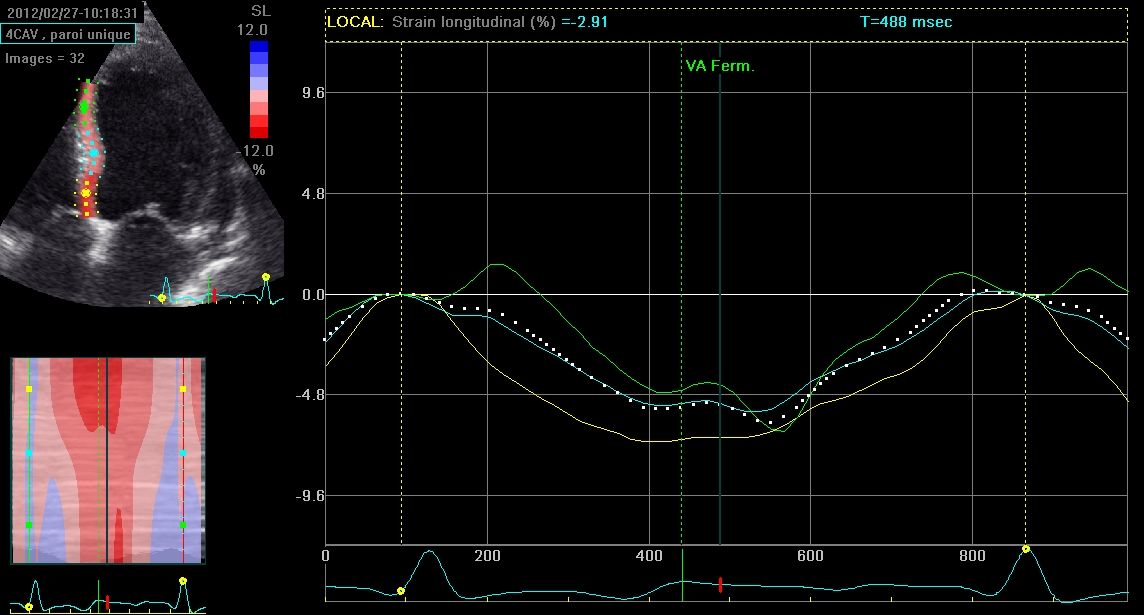 2012/02/27-10:18:31
4CAV , paroi unique
Images = 32
SL
12.0
-12.0
%
LOCAL: Strain longitudinal (%) =-2.91 T=488 msec
VA Ferm.
9.6
4.8
0.0
-4.8
-9.6
0 200 400 600 800